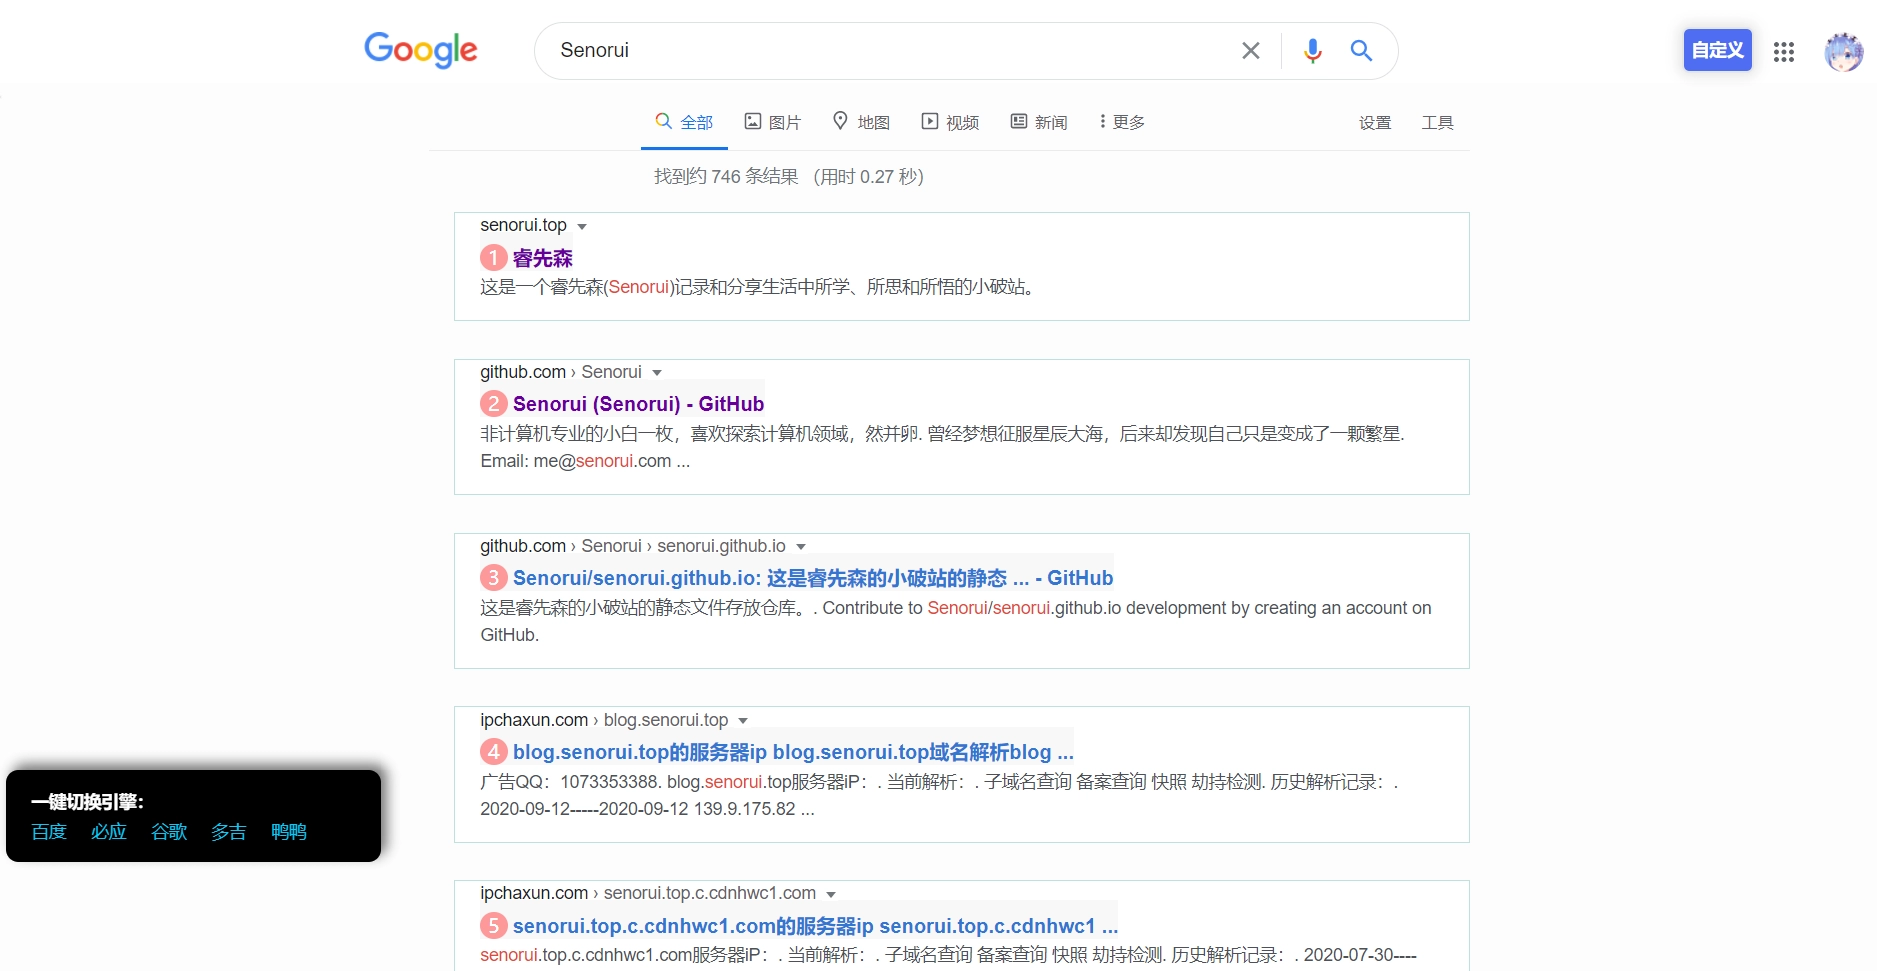 Google
Senorui
自定义
全部 图片 地图 视频 新闻 更多 设置 工具
找到约 746 条结果 (用时 0.27 秒)
senorui.top
1 睿先森
这是一个睿先森(Senorui)记录和分享生活中所学、所思和所悟的小破站。
github.com › Senorui
2 Senorui (Senorui) - GitHub
非计算机专业的小白一枚，喜欢探索计算机领域，然并卵. 曾经梦想征服星辰大海，后来却发现自己只是变成了一颗繁星.
Email: me@senorui.com ...
github.com › Senorui › senorui.github.io
3 Senorui/senorui.github.io: 这是睿先森的小破站的静态 ... - GitHub
这是睿先森的小破站的静态文件存放仓库。. Contribute to Senorui/senorui.github.io development by creating an account on
GitHub.
ipchaxun.com › blog.senorui.top
4 blog.senorui.top的服务器ip blog.senorui.top域名解析blog ...
广告QQ：1073353388. blog.senorui.top服务器iP：. 当前解析：. 子域名查询 备案查询 快照 劫持检测. 历史解析记录：.
2020-09-12-----2020-09-12 139.9.175.82 ...
一键切换引擎：
百度 必应 谷歌 多吉 鸭鸭
ipchaxun.com › senorui.top.c.cdnhwc1.com
5 senorui.top.c.cdnhwc1.com的服务器ip senorui.top.c.cdnhwc1 ...
senorui.top.c.cdnhwc1.com服务器iP：. 当前解析：. 子域名查询 备案查询 快照 劫持检测. 历史解析记录：. 2020-07-30----